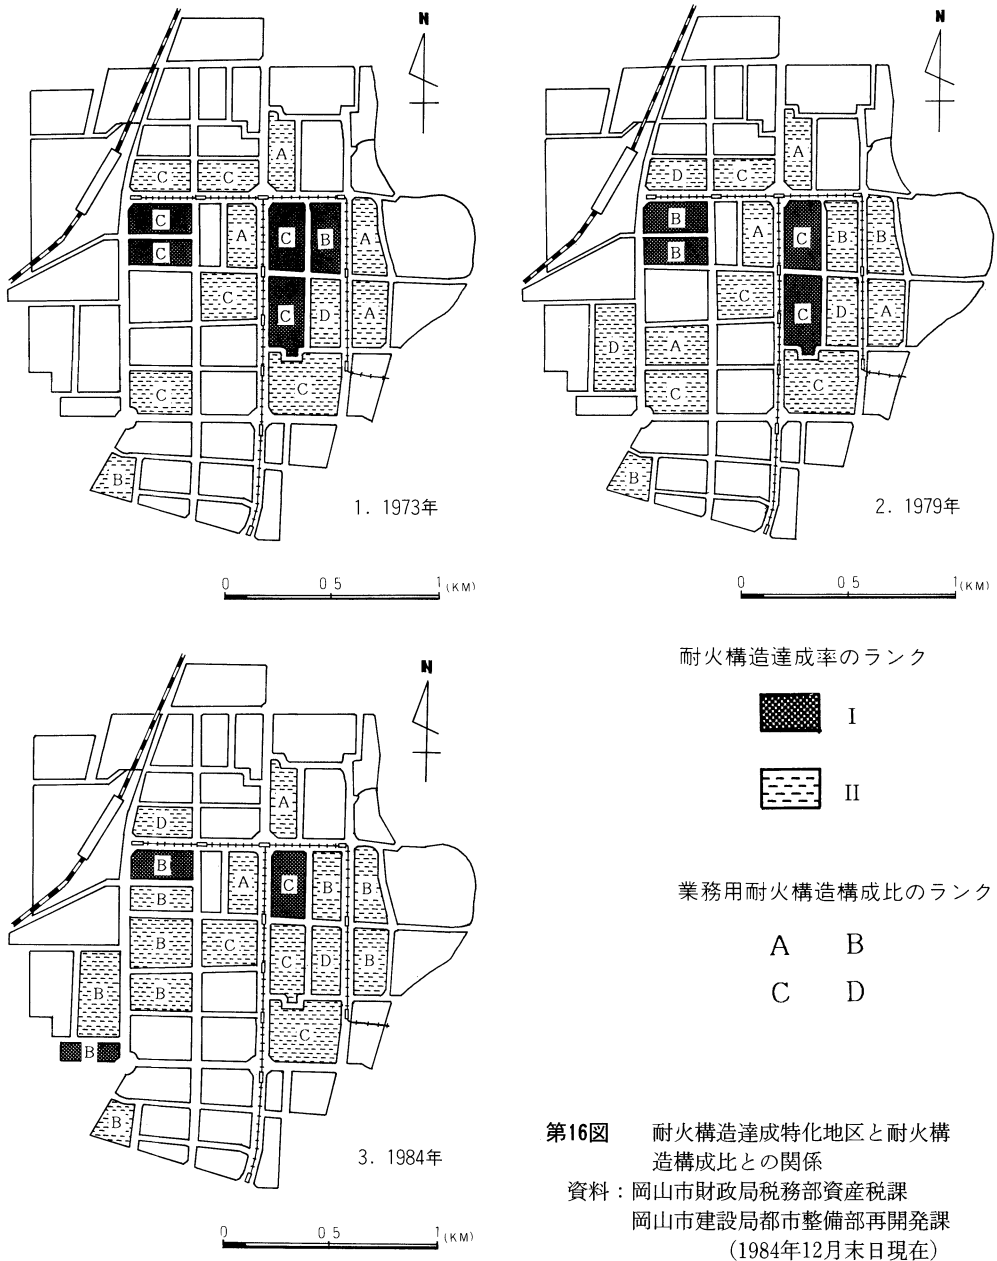 N
A
C
C
C
C
A
C
B
A
C
C
D
A
C
C
B
1. 1973年
0
0 5
1 (KM)
N
A
D
C
B
B
A
C
B
B
C
C
B
A
D
A
C
C
B
2. 1979年
0
0 5
1 (KM)
N
A
D
B
B
A
C
B
B
B
C
C
D
B
B
B
C
B
B
3. 1984年
0
0 5
1 (KM)
耐火構造達成率のランク
I
II
業務用耐火構造構成比のランク
A B
C D
第16図 耐火構造達成特化地区と耐火構
造構成比との関係
資料：岡山市財政局税務部資産税課
岡山市建設局都市整備部再開発課
(1984年12月末日現在)